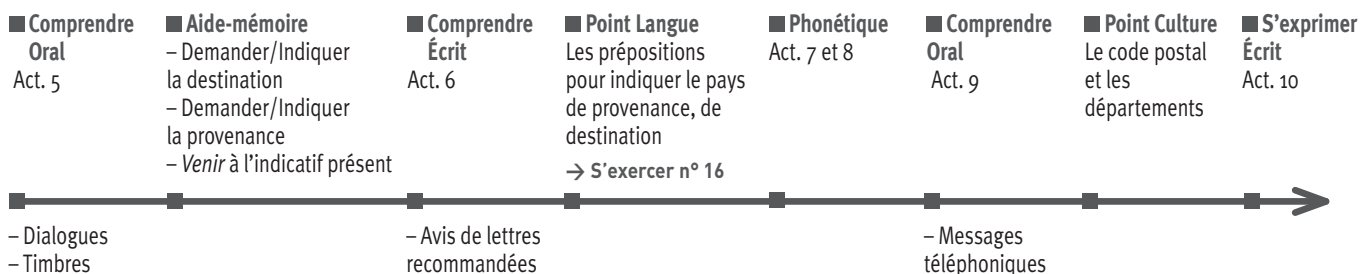 Comprendre
Oral
Act. 5
Aide-mémoire
– Demander/Indiquer
la destination
– Demander/Indiquer
la provenance
– Venir à l’indicatif présent
Comprendre
Écrit
Act. 6
Point Langue
Les prépositions
pour indiquer le pays
de provenance, de
destination
→ S’exercer n° 16
Phonétique
Act. 7 et 8
Comprendre
Oral
Act. 9
Point Culture
Le code postal
et les
départements
S’exprimer
Écrit
Act. 10
– Dialogues
– Timbres
– Avis de lettres
recommandées
– Messages
téléphoniques